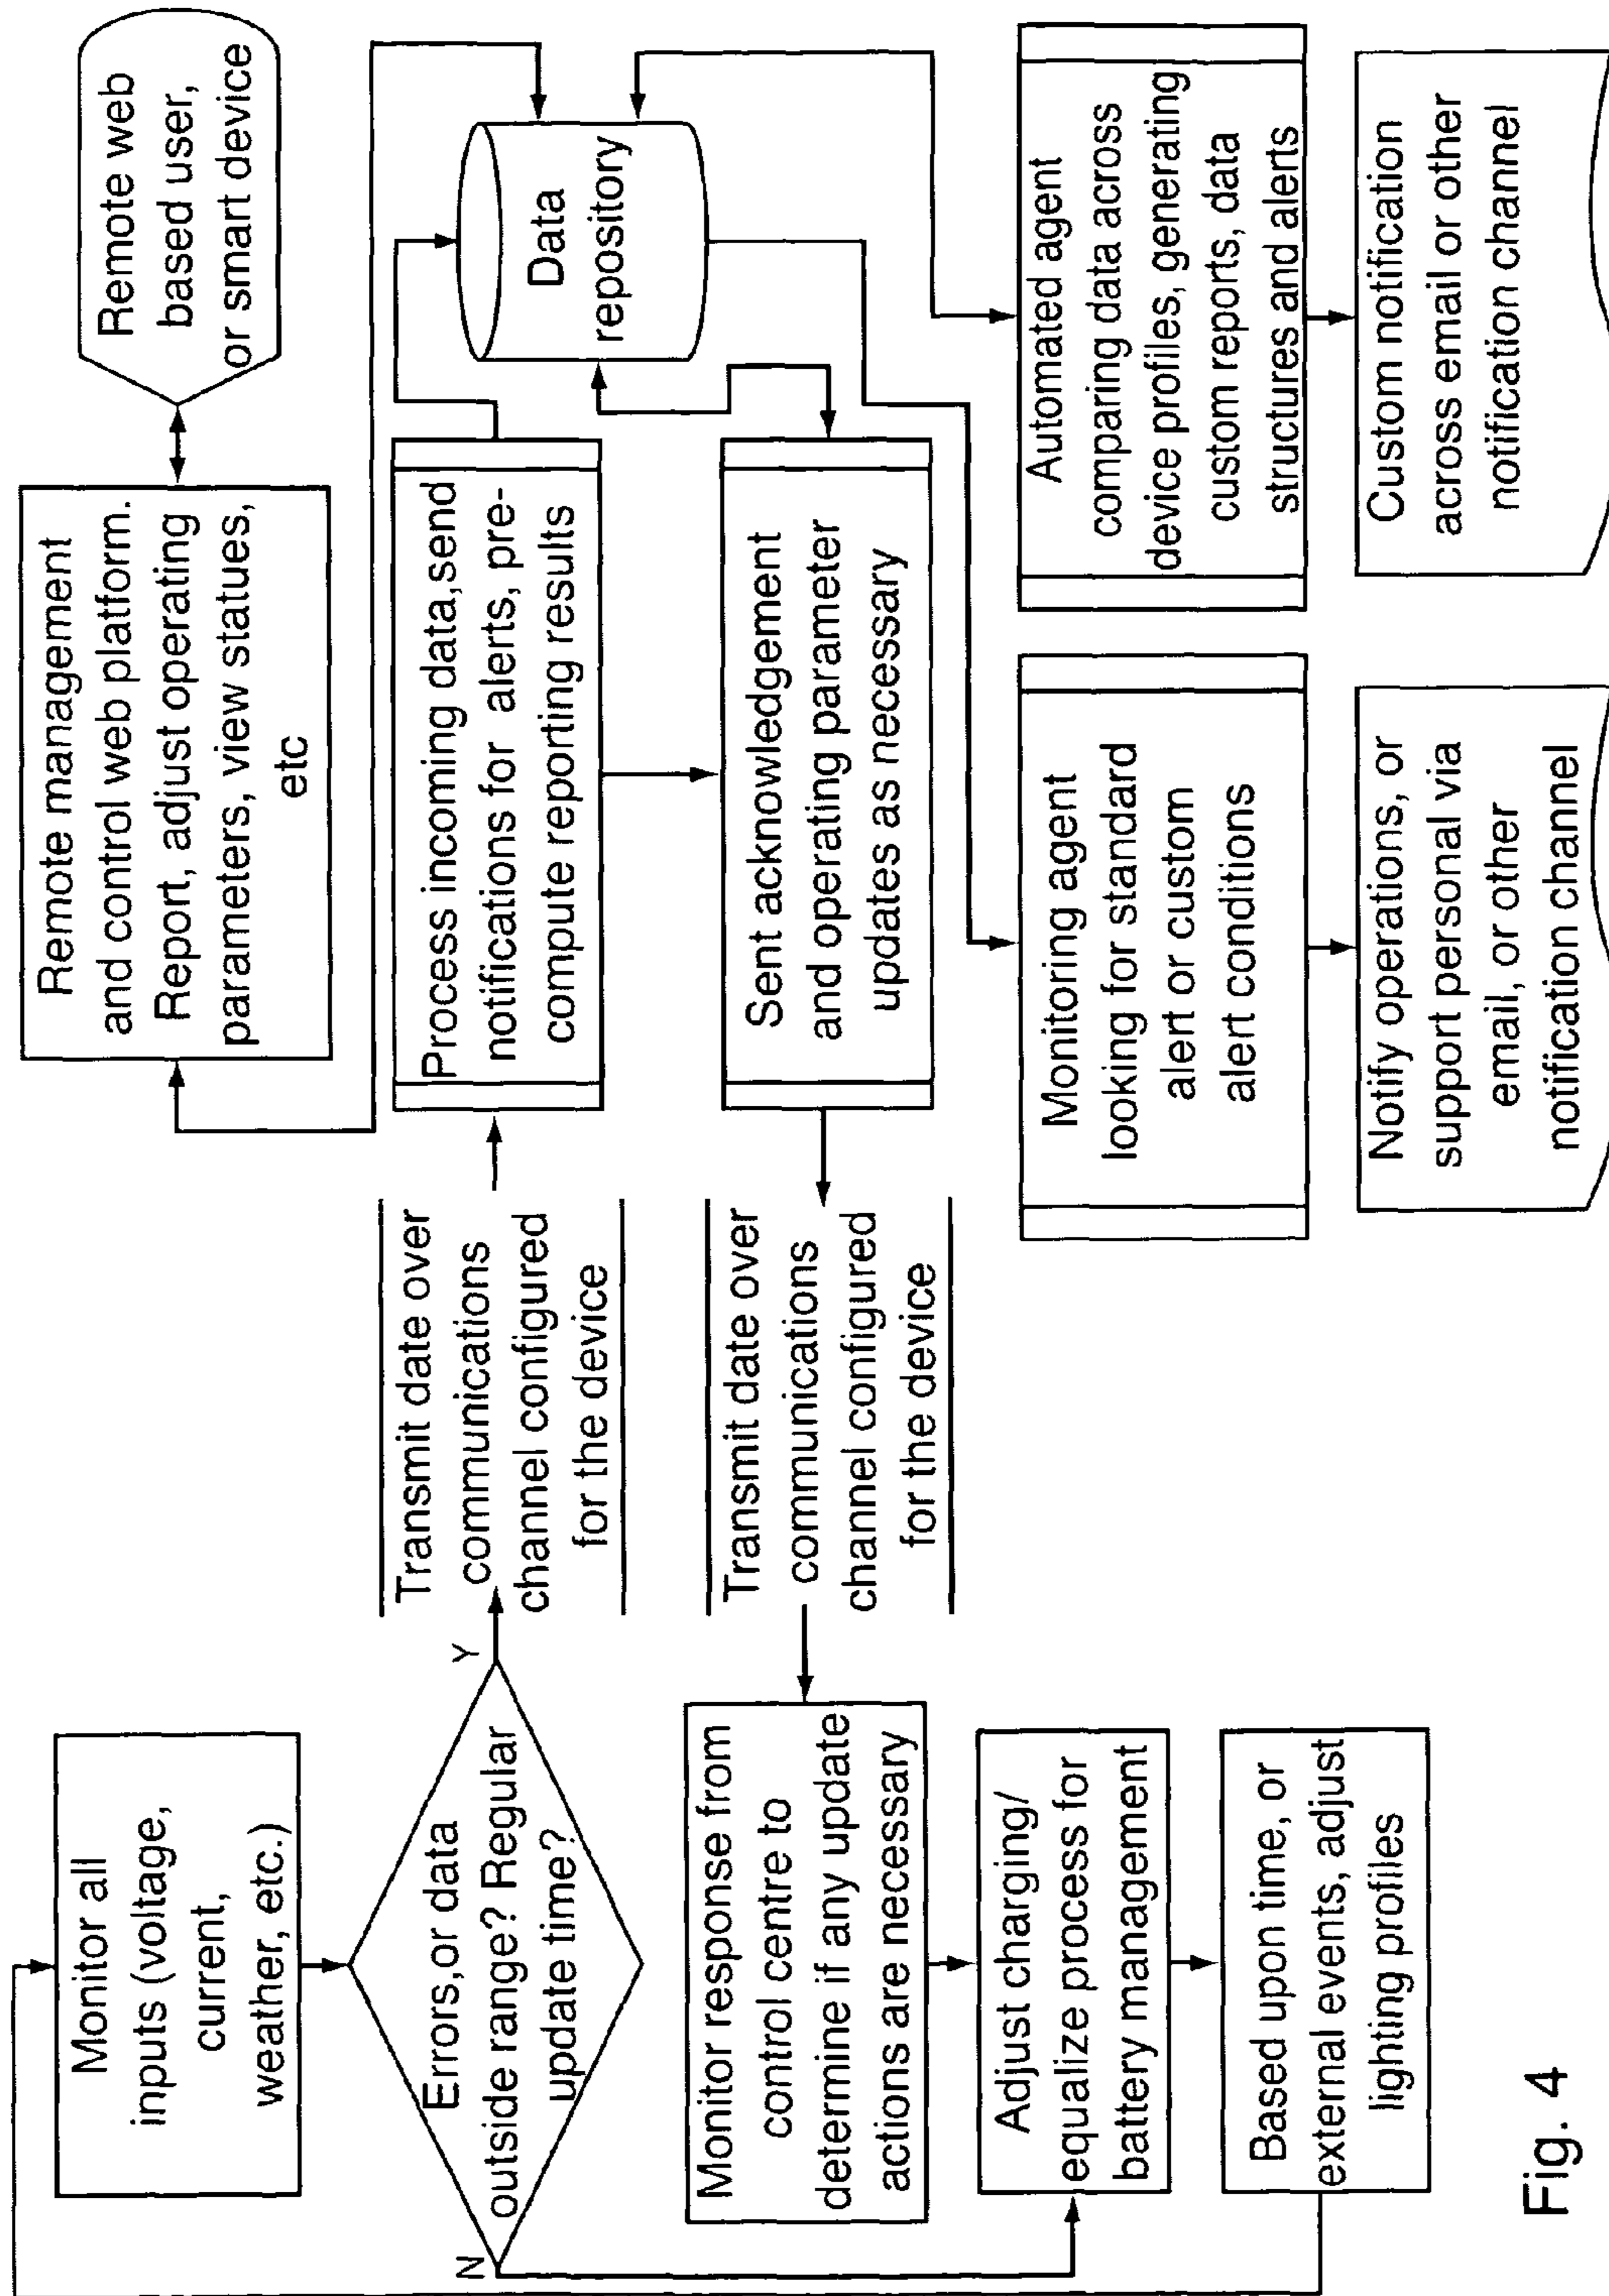 Monitor all
inputs (voltage,
current,
weather, etc.)
Errors,or data
outside range? Regular
update time?
Y
N
Transmit date over
communications
channel configured
for the device
Remote management
and control web platform.
Report, adjust operating
parameters, view statues,
etc
Remote web
based user,
or smart device
Process incoming data,send
notifications for alerts, pre-
compute reporting results
Data
repository
Sent acknowledgement
and operating parameter
updates as necessary
Transmit date over
communications
channel configured
for the device
Monitor response from
control centre to
determine if any update
actions are necessary
Adjust charging/
equalize process for
battery management
Based upon time, or
external events, adjust
lighting profiles
Monitoring agent
looking for standard
alert or custom
alert conditions
Notify operations, or
support personal via
email, or other
notification channel
Automated agent
comparing data across
device profiles, generating
custom reports, data
structures and alerts
Custom notification
across email or other
notification channel
Fig. 4